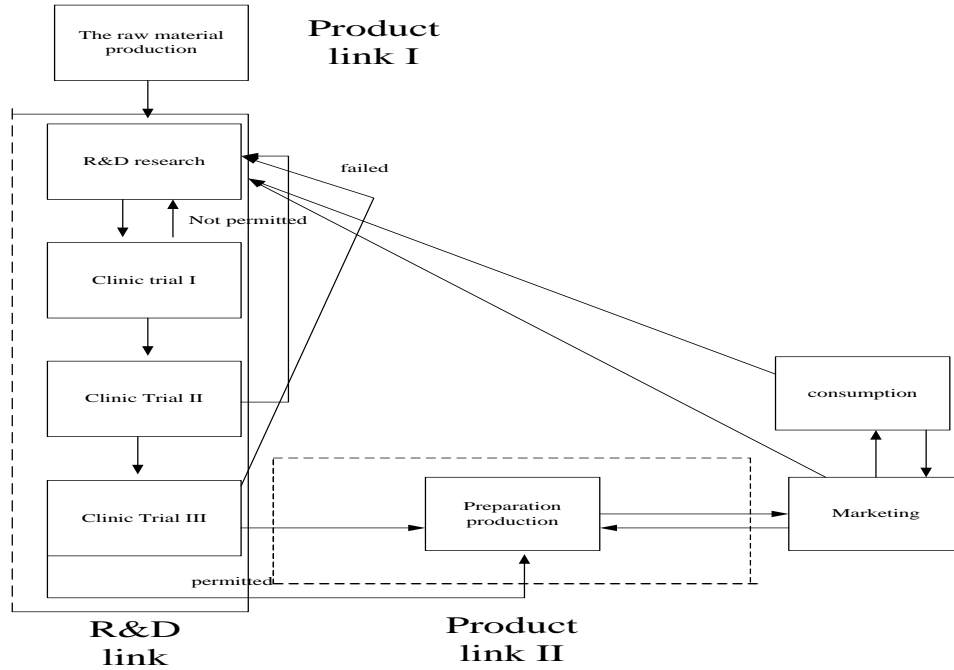 The raw material
production
Product
link I
R&D research
failed
Not permitted
Clinic trial I
Clinic Trial II
consumption
Clinic Trial III
Preparation
production
Marketing
permitted
R&D
link
Product
link II